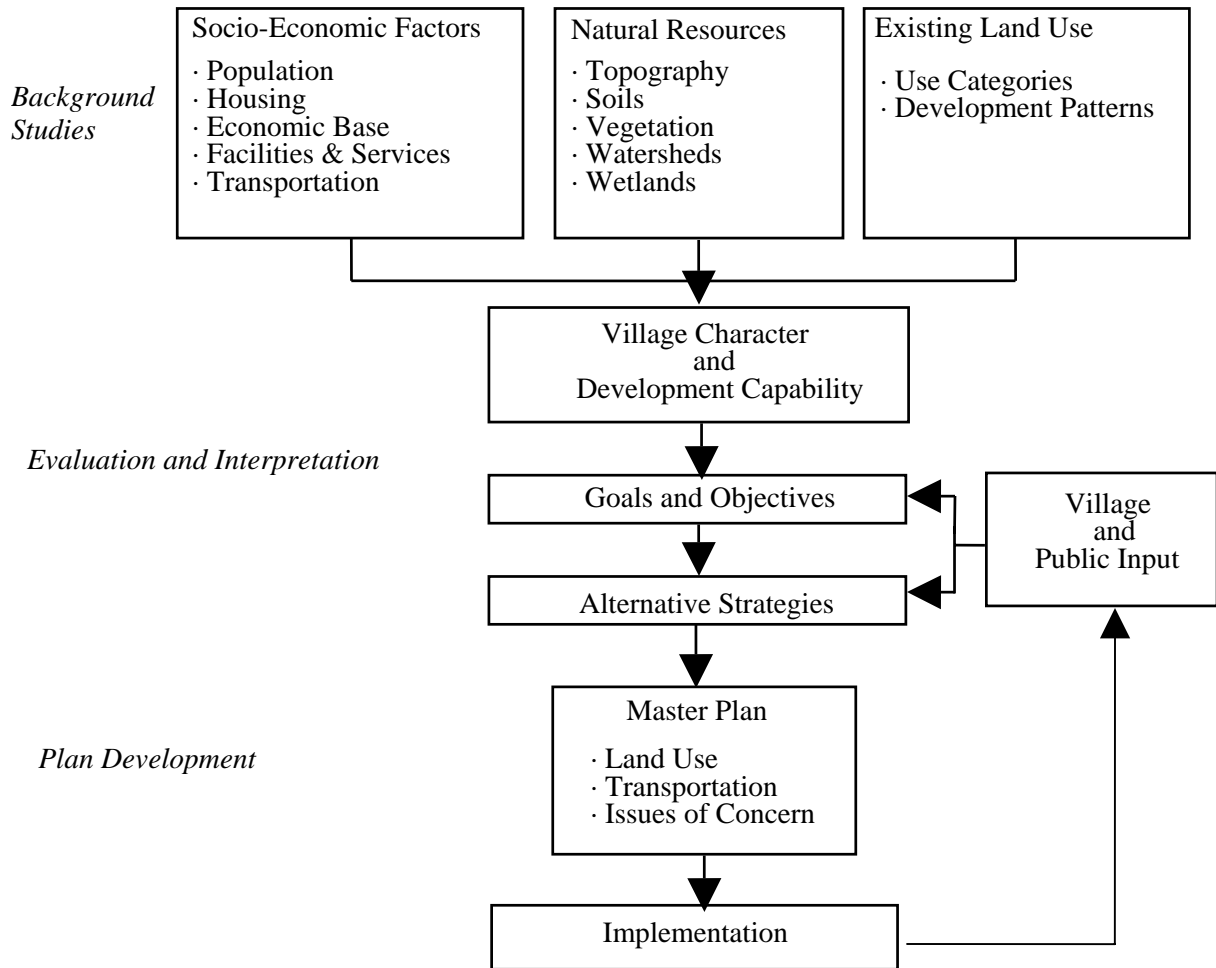 Socio-Economic Factors
· Population
· Housing
· Economic Base
· Facilities & Services
· Transportation
Natural Resources
· Topography
· Soils
· Vegetation
· Watersheds
· Wetlands
Existing Land Use
· Use Categories
· Development Patterns
Background
Studies
Village Character
and
Development Capability
Evaluation and Interpretation
Goals and Objectives
Village
and
Public Input
Alternative Strategies
Master Plan
· Land Use
· Transportation
· Issues of Concern
Plan Development
Implementation